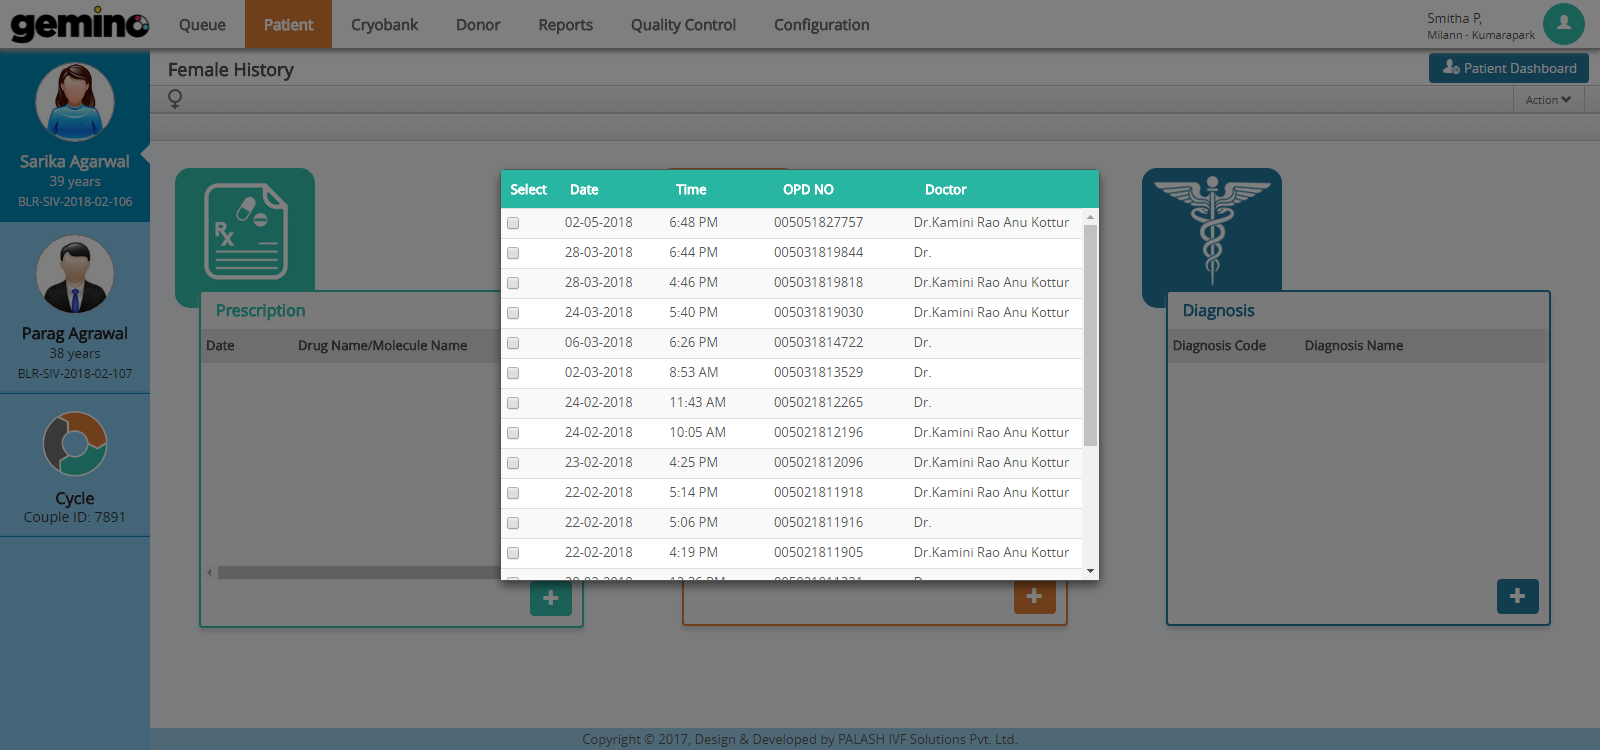 gemino Queue Patient Cryobank Donor Reports Quality Control Configuration
Smitha P,
Milann - Kumarapark
Female History
Patient Dashboard
Action
Sarika Agarwal
39 years
BLR-SIV-2018-02-106
Parag Agrawal
38 years
BLR-SIV-2018-02-107
Cycle
Couple ID: 7891
Rx
Prescription
Date Drug Name/Molecule Name
Select Date Time OPD NO Doctor
02-05-2018 6:48 PM 005051827757 Dr.Kamini Rao Anu Kottur
28-03-2018 6:44 PM 005031819844 Dr.
28-03-2018 4:46 PM 005031819818 Dr.Kamini Rao Anu Kottur
24-03-2018 5:40 PM 005031819030 Dr.Kamini Rao Anu Kottur
06-03-2018 6:26 PM 005031814722 Dr.
02-03-2018 8:53 AM 005031813529 Dr.
24-02-2018 11:43 AM 005021812265 Dr.
24-02-2018 10:05 AM 005021812196 Dr.Kamini Rao Anu Kottur
23-02-2018 4:25 PM 005021812096 Dr.Kamini Rao Anu Kottur
22-02-2018 5:14 PM 005021811918 Dr.Kamini Rao Anu Kottur
22-02-2018 5:06 PM 005021811916 Dr.
22-02-2018 4:19 PM 005021811905 Dr.Kamini Rao Anu Kottur
Diagnosis
Diagnosis Code Diagnosis Name
Copyright © 2017, Design & Developed by PALASH IVF Solutions Pvt. Ltd.